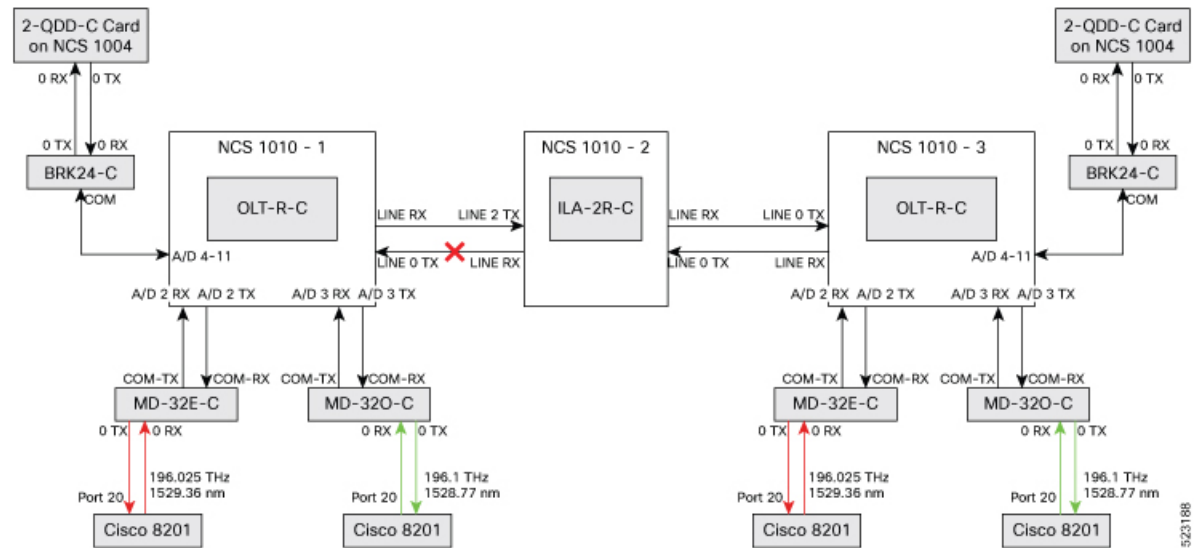 2-QDD-C Card
on NCS 1004
2-QDD-C Card
on NCS 1004
0 RX
0 TX
0 RX
0 TX
0 TX
0 RX
0 TX
0 RX
BRK24-C
BRK24-C
COM
COM
NCS 1010 - 1
NCS 1010 - 2
NCS 1010 - 3
OLT-R-C
ILA-2R-C
OLT-R-C
LINE RX
LINE 2 TX
LINE RX
LINE 0 TX
LINE 0 TX
LINE RX
LINE 0 TX
LINE RX
A/D 4-11
A/D 4-11
A/D 2 RX
A/D 2 TX
A/D 3 RX
A/D 3 TX
A/D 2 RX
A/D 2 TX
A/D 3 RX
A/D 3 TX
COM-TX
COM-RX
COM-TX
COM-RX
COM-TX
COM-RX
COM-TX
COM-RX
MD-32E-C
MD-32O-C
MD-32E-C
MD-32O-C
0 TX
0 RX
0 RX
0 TX
0 TX
0 RX
0 RX
0 TX
196.025 THz
1529.36 nm
196.1 THz
1528.77 nm
196.025 THz
1529.36 nm
196.1 THz
1528.77 nm
Port 20
Port 20
Port 20
Port 20
Cisco 8201
Cisco 8201
Cisco 8201
Cisco 8201
523188